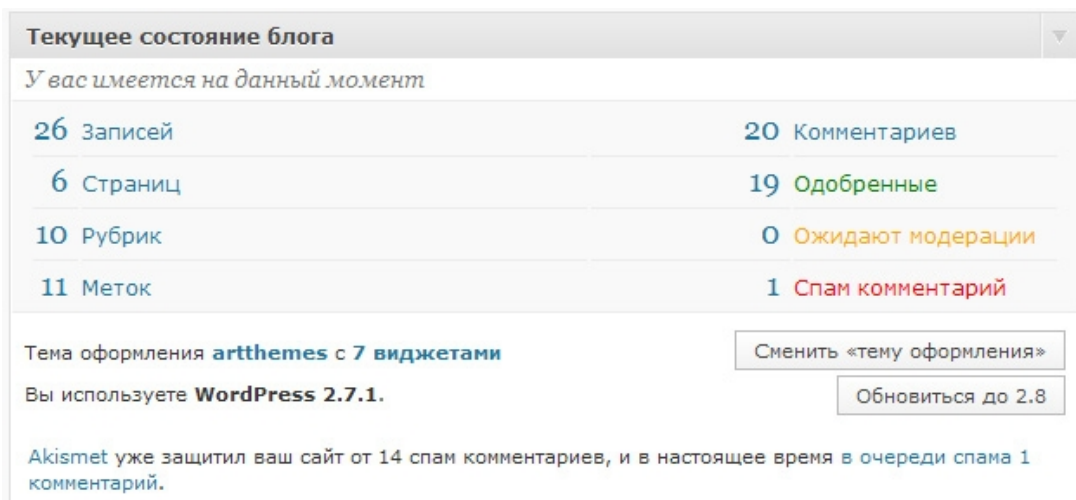 Текущее состояние блога
У вас имеется на данный момент
26 Записей 20 Комментариев
6 Страниц 19 Одобренные
10 Рубрик 0 Ожидают модерации
11 Меток 1 Спам комментарий
Тема оформления artthemes с 7 виджетами Сменить «тему оформления»
Вы используете WordPress 2.7.1. Обновиться до 2.8
Akismet уже защитил ваш сайт от 14 спам комментариев, и в настоящее время в очереди спама 1
комментарий.